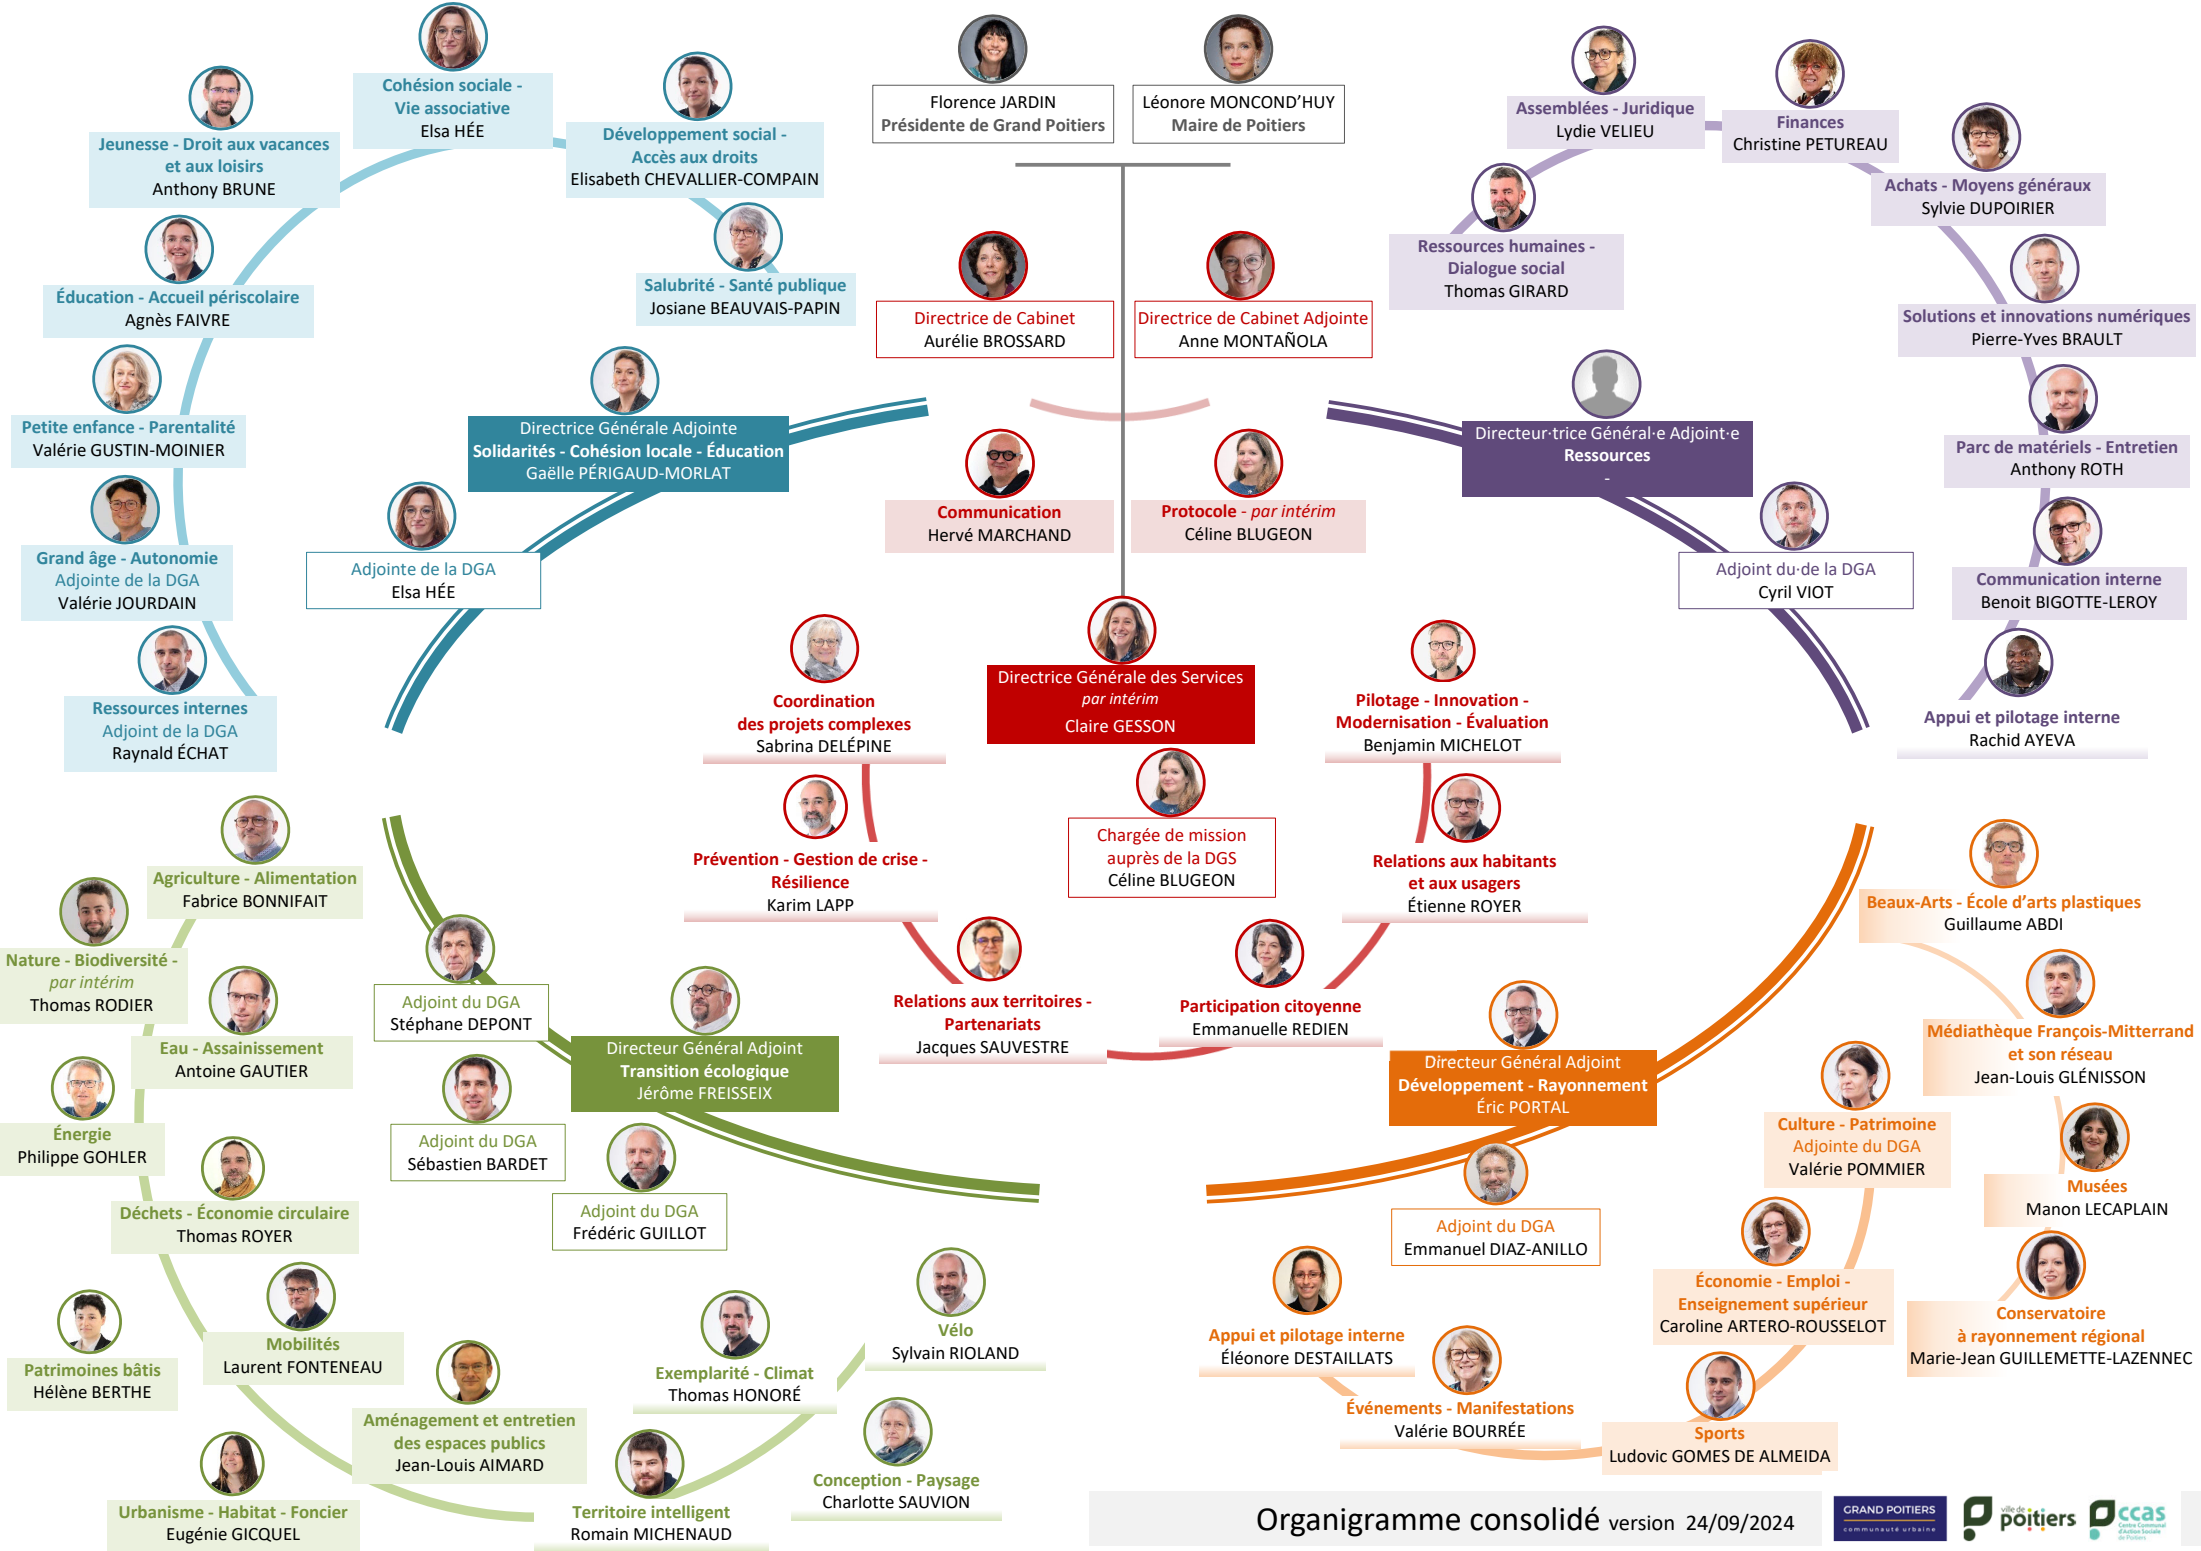 Florence JARDIN
Présidente de Grand Poitiers
Léonore MONCOND'HUY
Maire de Poitiers
Directrice de Cabinet
Aurélie BROSSARD
Directrice de Cabinet Adjointe
Anne MONTAÑOLA
Communication
Hervé MARCHAND
Protocole - par intérim
Céline BLUGEON
Cohésion sociale -
Vie associative
Elsa HÉE
Jeunesse - Droit aux vacances
et aux loisirs
Anthony BRUNE
Développement social -
Accès aux droits
Elisabeth CHEVALLIER-COMPAIN
Salubrité - Santé publique
Josiane BEAUVAIS-PAPIN
Éducation - Accueil périscolaire
Agnès FAIVRE
Petite enfance - Parentalité
Valérie GUSTIN-MOINIER
Grand âge - Autonomie
Adjointe de la DGA
Valérie JOURDAIN
Ressources internes
Adjoint de la DGA
Raynald ÉCHAT
Directrice Générale Adjointe
Solidarités - Cohésion locale - Éducation
Gaëlle PÉRIGAUD-MORLAT
Adjointe de la DGA
Elsa HÉE
Assemblées - Juridique
Lydie VELIEU
Finances
Christine PETUREAU
Achats - Moyens généraux
Sylvie DUPOIRIER
Ressources humaines -
Dialogue social
Thomas GIRARD
Solutions et innovations numériques
Pierre-Yves BRAULT
Parc de matériels - Entretien
Anthony ROTH
Communication interne
Benoit BIGOTTE-LEROY
Appui et pilotage interne
Rachid AYEVA
Directeur·trice Général·e Adjoint·e
Ressources
-
Adjoint du·de la DGA
Cyril VIOT
Directrice Générale des Services
par intérim
Claire GESSON
Chargée de mission
auprès de la DGS
Céline BLUGEON
Coordination
des projets complexes
Sabrina DELÉPINE
Prévention - Gestion de crise -
Résilience
Karim LAPP
Relations aux territoires -
Partenariats
Jacques SAUVESTRE
Participation citoyenne
Emmanuelle REDIEN
Relations aux habitants
et aux usagers
Étienne ROYER
Pilotage - Innovation -
Modernisation - Évaluation
Benjamin MICHELOT
Agriculture - Alimentation
Fabrice BONNIFAIT
Nature - Biodiversité -
par intérim
Thomas RODIER
Eau - Assainissement
Antoine GAUTIER
Énergie
Philippe GOHLER
Déchets - Économie circulaire
Thomas ROYER
Mobilités
Laurent FONTENEAU
Patrimoines bâtis
Hélène BERTHE
Aménagement et entretien
des espaces publics
Jean-Louis AIMARD
Urbanisme - Habitat - Foncier
Eugénie GICQUEL
Territoire intelligent
Romain MICHENAUD
Exemplarité - Climat
Thomas HONORÉ
Vélo
Sylvain RIOLAND
Conception - Paysage
Charlotte SAUVION
Adjoint du DGA
Stéphane DEPONT
Adjoint du DGA
Sébastien BARDET
Adjoint du DGA
Frédéric GUILLOT
Directeur Général Adjoint
Transition écologique
Jérôme FREISSEIX
Directeur Général Adjoint
Développement - Rayonnement
Éric PORTAL
Adjoint du DGA
Emmanuel DIAZ-ANILLO
Beaux-Arts - École d'arts plastiques
Guillaume ABDI
Médiathèque François-Mitterrand
et son réseau
Jean-Louis GLÉNISSON
Culture - Patrimoine
Adjointe du DGA
Valérie POMMIER
Musées
Manon LECAPLAIN
Conservatoire
à rayonnement régional
Marie-Jean GUILLEMETTE-LAZENNEC
Économie - Emploi -
Enseignement supérieur
Caroline ARTERO-ROUSSELOT
Sports
Ludovic GOMES DE ALMEIDA
Événements - Manifestations
Valérie BOURRÉE
Appui et pilotage interne
Éléonore DESTAILLATS
Organigramme consolidé version 24/09/2024
GRAND POITIERS
communauté urbaine
ville de
poitiers
ccas
Centre Communal
d'Action Sociale
de Poitiers